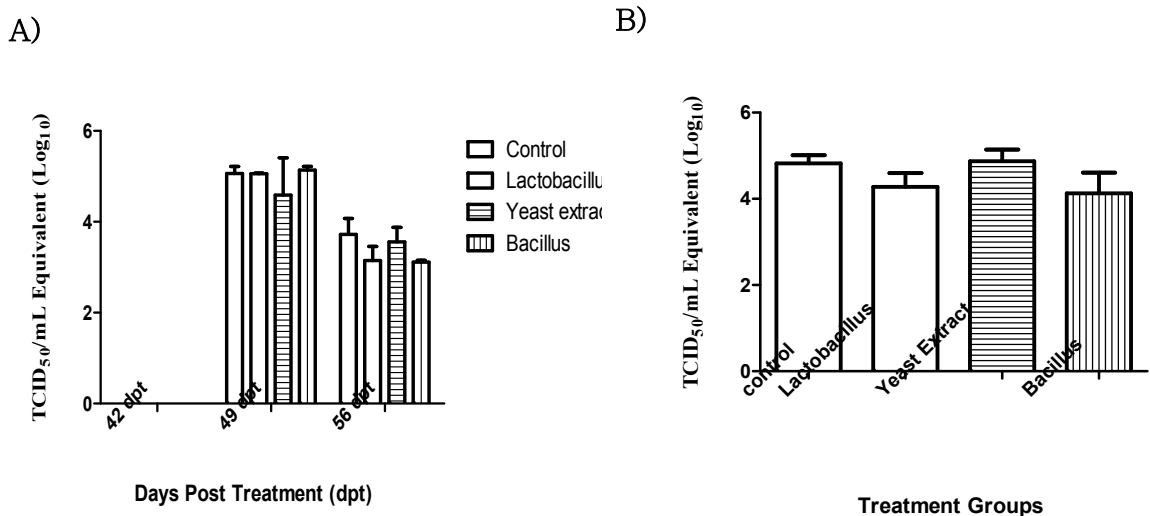 A)
TCID50/mL Equivalent (Log10)
6
4
2
0
42 dpt
49 dpt
56 dpt
Days Post Treatment (dpt)
Control
Lactobacillu
Yeast extrac
Bacillus
B)
TCID50/mL Equivalent (Log10)
6
4
2
0
control
Lactobacillus
Yeast Extract
Bacillus
Treatment Groups